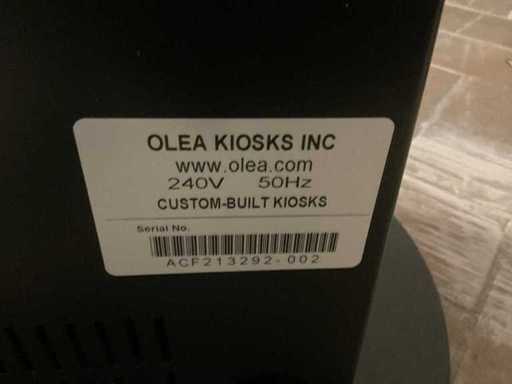 OLEA KIOSKS INC
www.olea.com
240V 50Hz
CUSTOM-BUILT KIOSKS
Serial No.
ACF213292-002